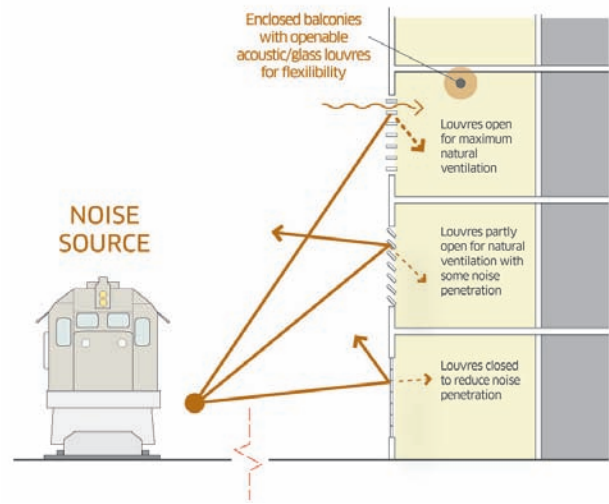 Enclosed balconies
with openable
acoustic/glass louvres
for flexilibility
Louvres open
for maximum
natural
ventilation
NOISE
SOURCE
Louvres partly
open for natural
ventilation with
some noise
penetration
Louvres closed
to reduce noise
penetration